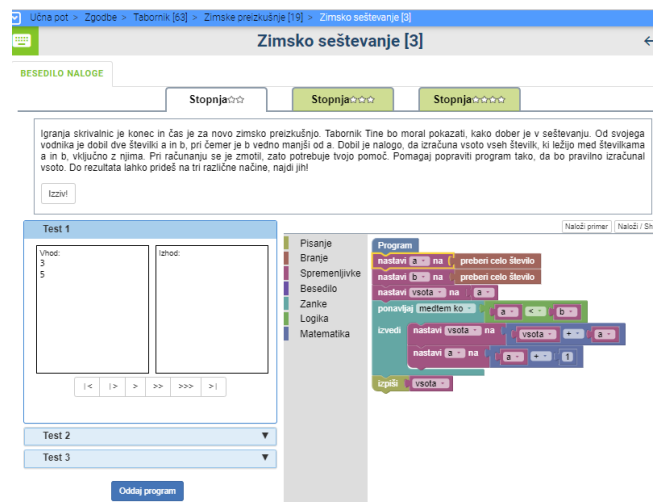 Učna pot > Zgodbe > Tabornik [63] > Zimske preizkušnje [19] > Zimsko seštevanje [3]
Zimsko seštevanje [3]
BESEDILO NALOGE
Stopnja☆☆
Stopnja☆☆☆
Stopnja☆☆☆☆
Igranja skrivalnic je konec in čas je za novo zimsko preizkušnjo. Tabornik Tine bo moral pokazati, kako dober je v seštevanju. Od svojega
vodnika je dobil dve številki a in b, pri čemer je b vedno manjši od a. Dobil je nalogo, da izračuna vsoto vseh številk, ki ležijo med številkama
a in b, vključno z njima. Pri računanju se je zmotil, zato potrebuje tvojo pomoč. Pomagaj popraviti program tako, da bo pravilno izračunal
vsoto. Do rezultata lahko prideš na tri različne načine, najdi jih!
Izziv!
Test 1
Naloži primer
Naloži / Sh
Vhod:
3
5
Izhod:
|<
|>
>
>>
>>>
>|
Test 2
Test 3
Oddaj program
Pisanje
Branje
Spremenljivke
Besedilo
Zanke
Logika
Matematika
Program
nastavi a na preberi celo število
nastavi b na preberi celo število
nastavi vsota na a
ponavljaj medtem ko a < b
izvedi nastavi vsota na vsota + a
nastavi a na a + 1
izpiši vsota